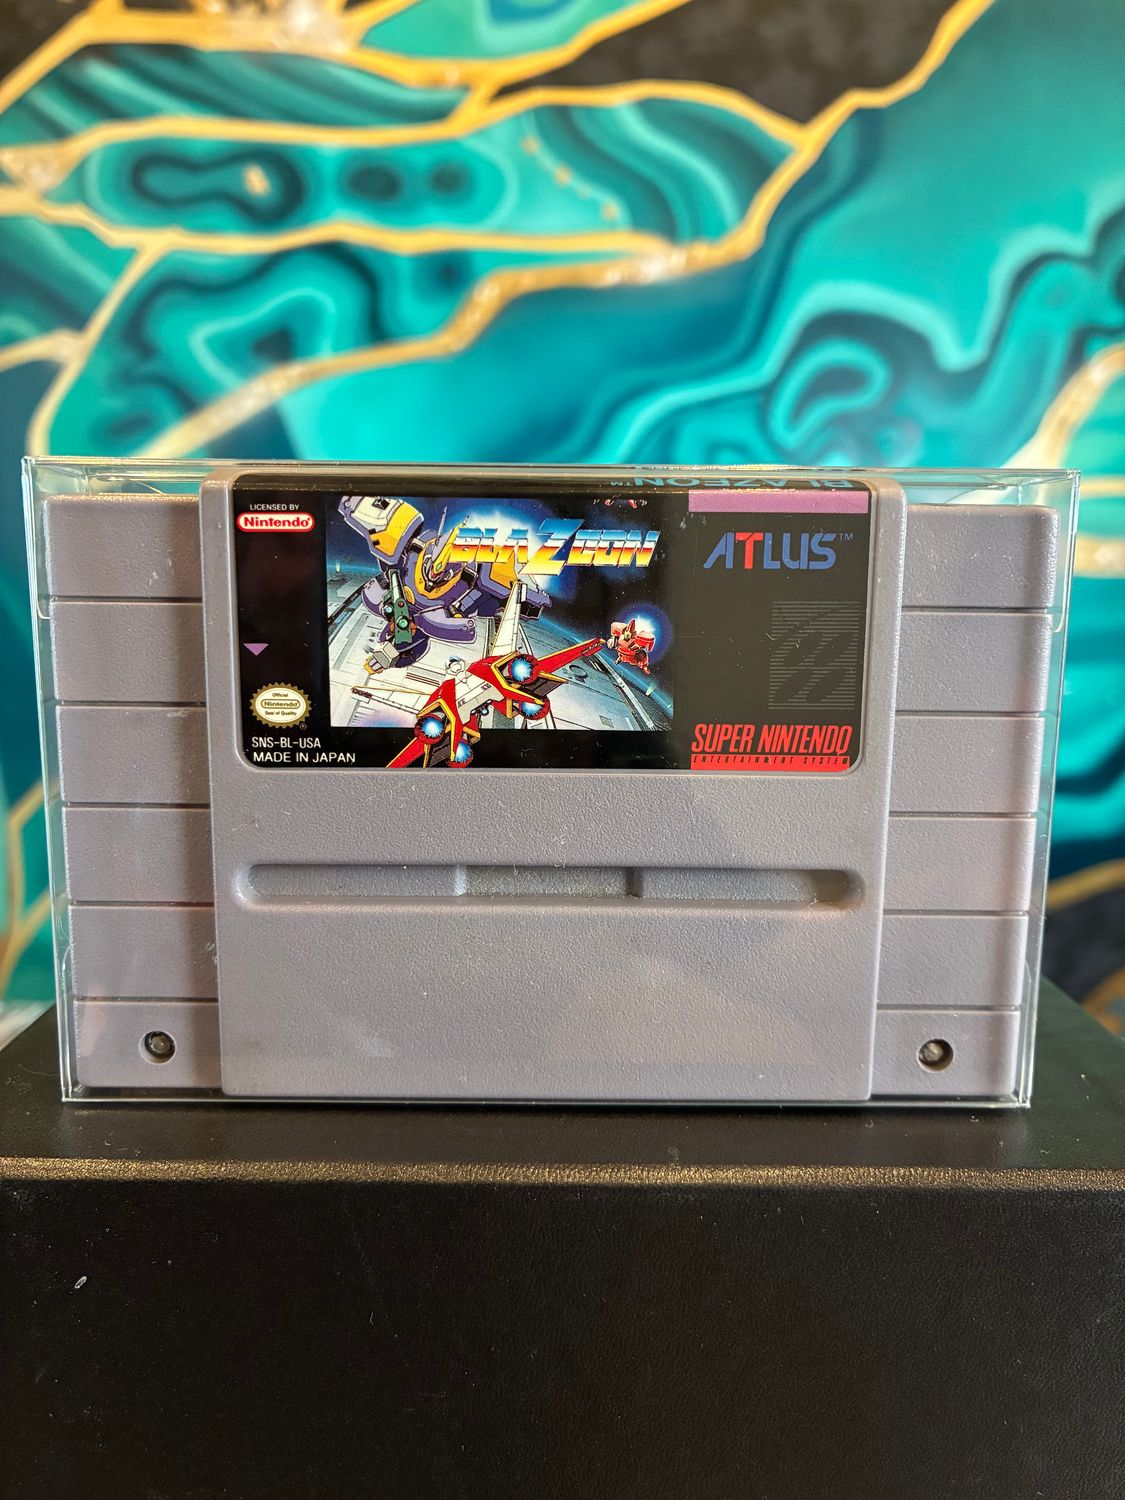 BLAZEON™
LICENSED BY
Nintendo®
BLAZEON
ATLUS™
Official
Nintendo
Seal of Quality
®
SNS-BL-USA
MADE IN JAPAN
SUPER NINTENDO
ENTERTAINMENT SYSTEM